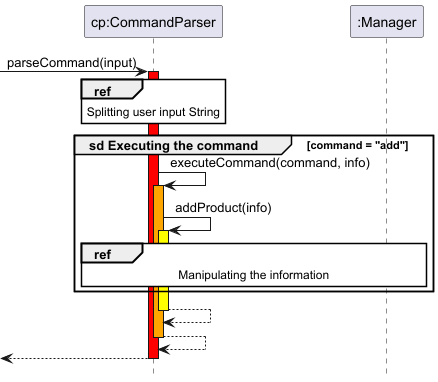 cp:CommandParser
:Manager
parseCommand(input)
ref
Splitting user input String
sd Executing the command
[command = "add"]
executeCommand(command, info)
addProduct(info)
ref
Manipulating the information